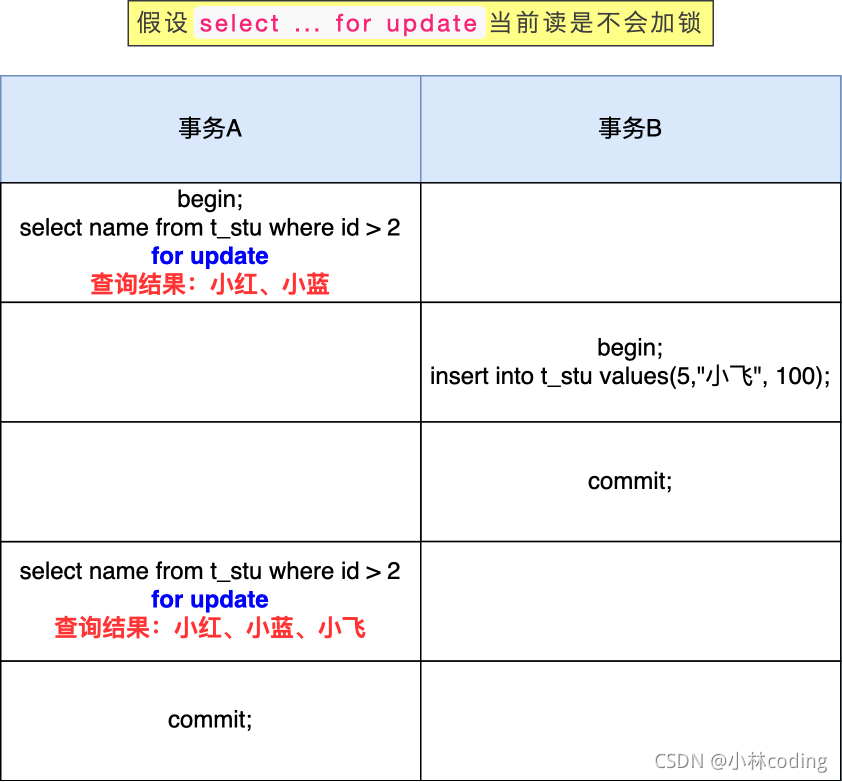 假设 select ... for update 当前读是不会加锁
事务A
事务B
begin;
select name from t_stu where id > 2
for update
查询结果：小红、小蓝
begin;
insert into t_stu values(5,"小飞", 100);
commit;
select name from t_stu where id > 2
for update
查询结果：小红、小蓝、小飞
commit;
CSDN @小林coding